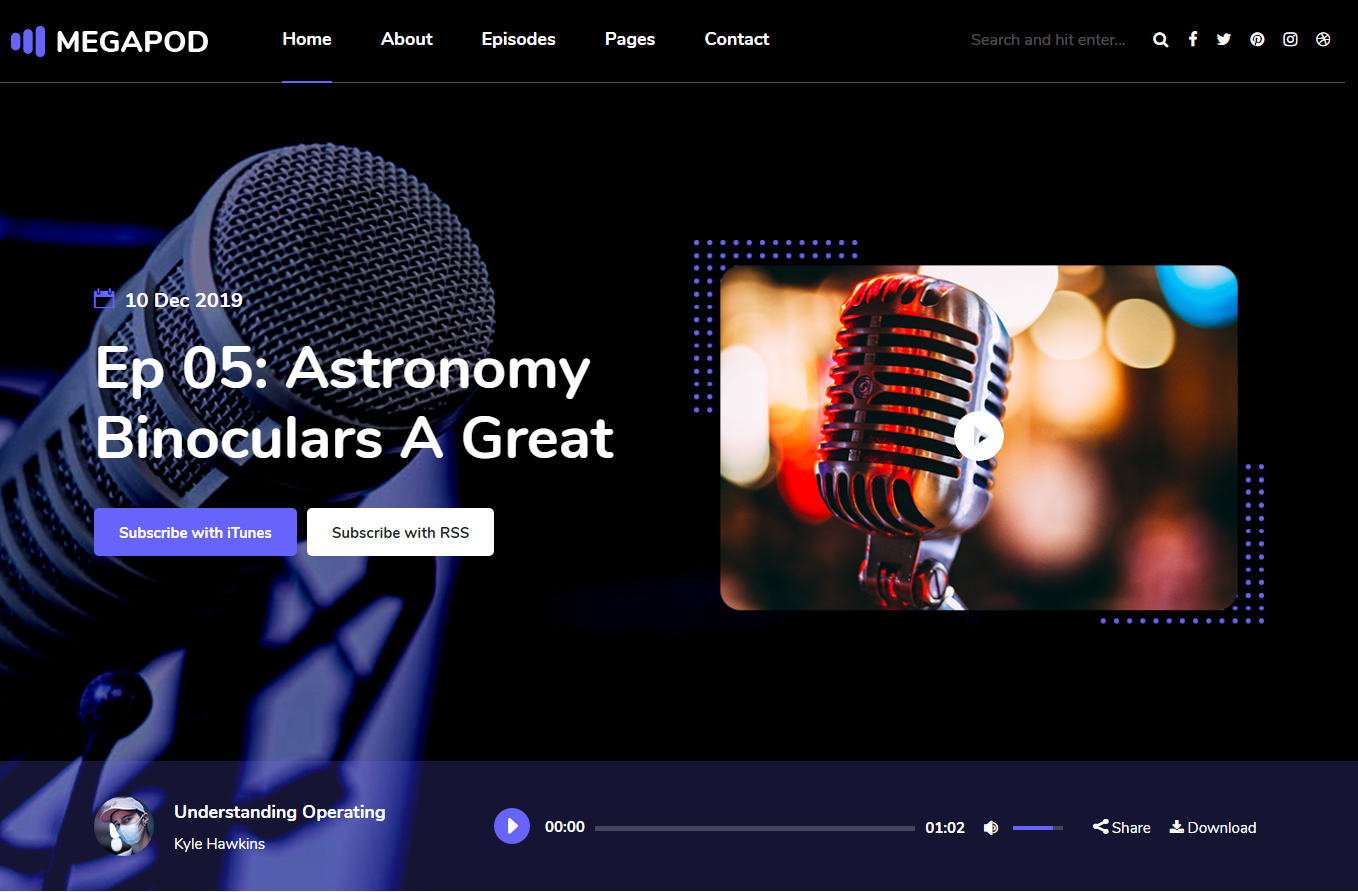 MEGAPOD
Home
About
Episodes
Pages
Contact
Search and hit enter...
10 Dec 2019
Ep 05: Astronomy
Binoculars A Great
Subscribe with iTunes
Subscribe with RSS
Understanding Operating
Kyle Hawkins
00:00
01:02
Share
Download